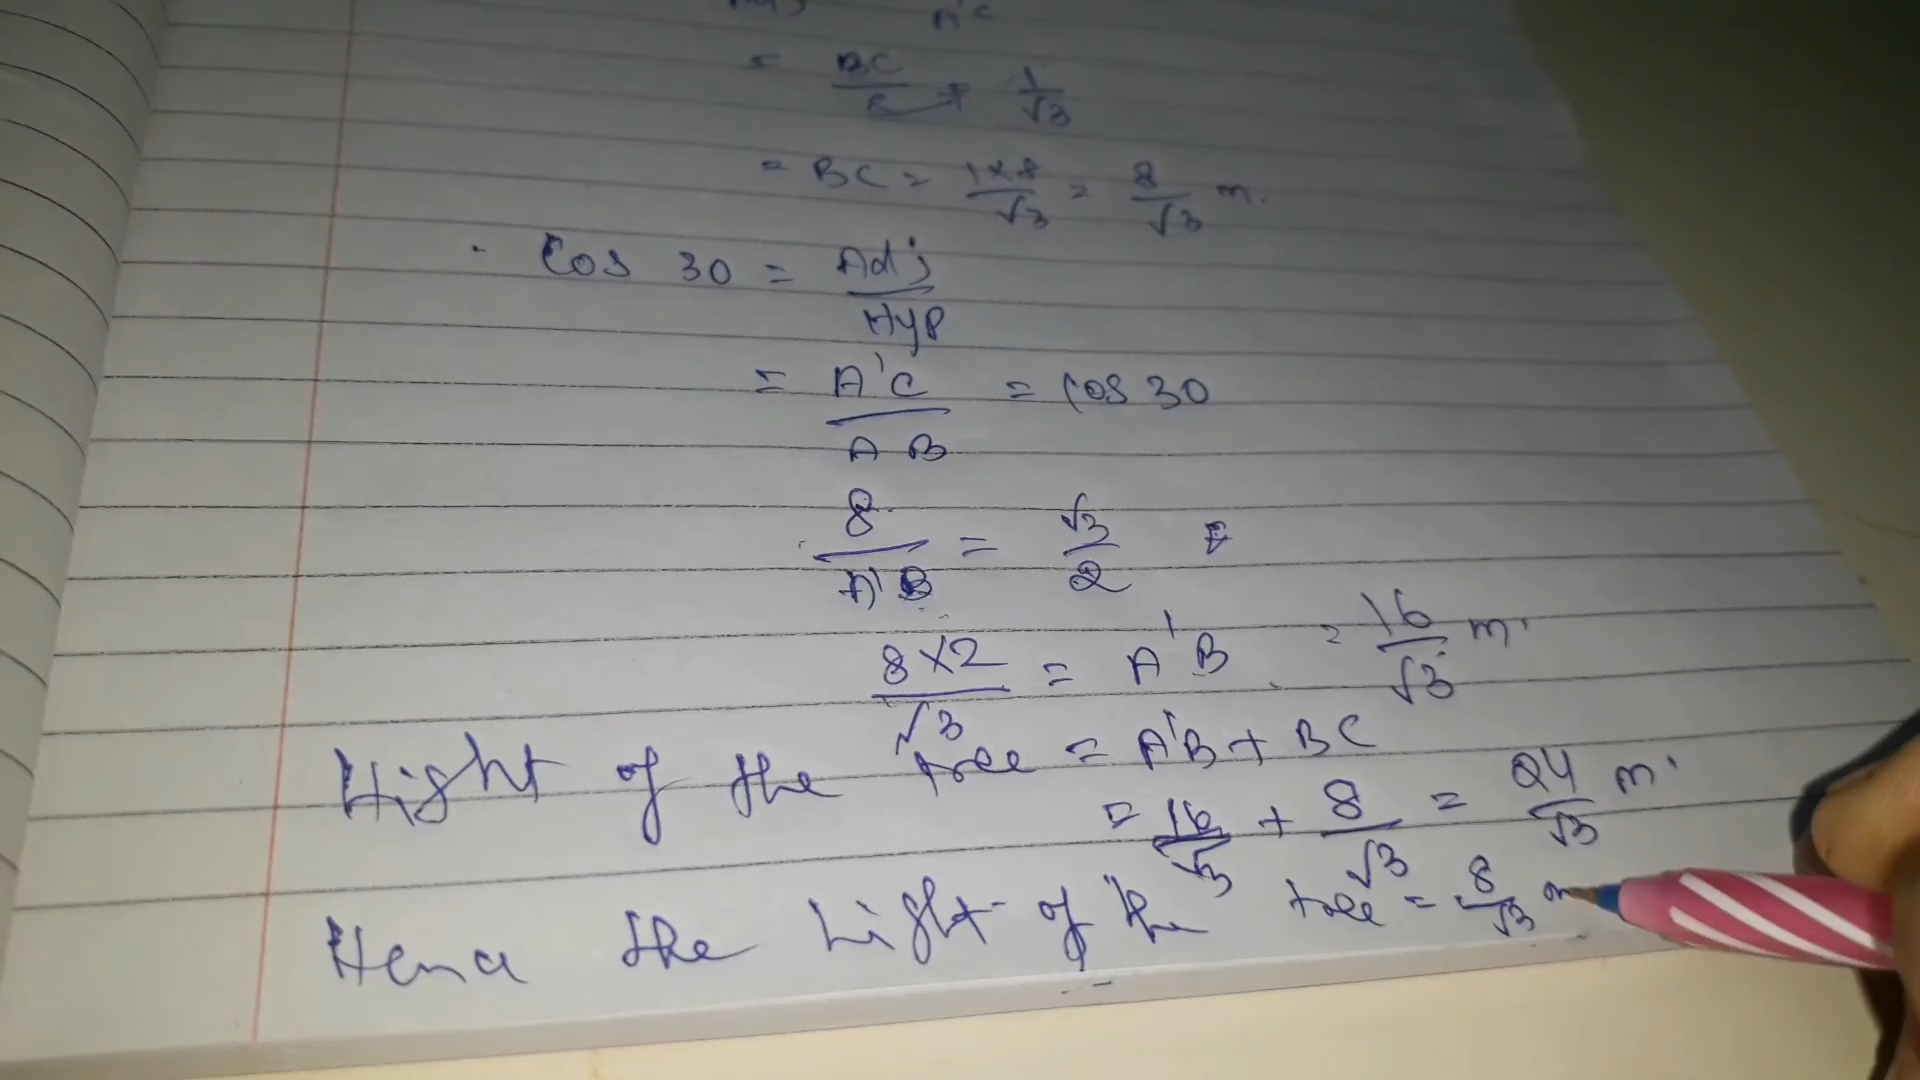 A'C
= BC/8 = 1/√3
= BC = 1×8/√3 = 8/√3 m.
Cos 30 = Adj/Hyp
= A'C/AB = Cos 30
8/A'B = √3/2
8×2/√3 = A'B = 16/√3 m.
Hight of the tree = A'B + BC
= 16/√3 + 8/√3 = 24/√3 m.
Hence the hight of the tree = 8/√3 m